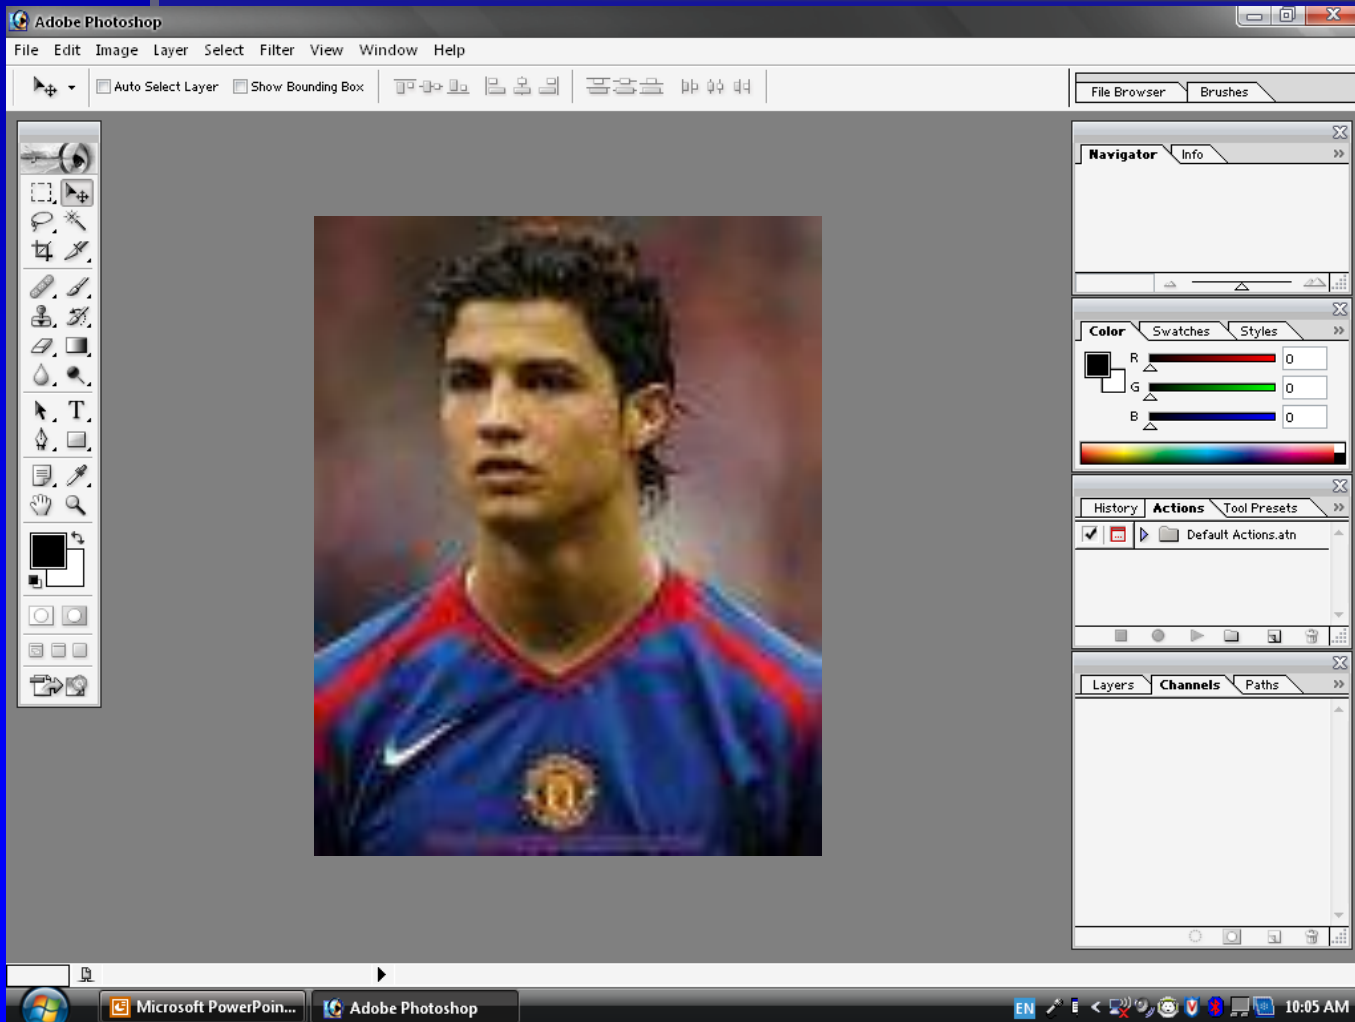 Adobe Photoshop
File Edit Image Layer Select Filter View Window Help
Auto Select Layer Show Bounding Box
File Browser Brushes
Navigator Info
Color Swatches Styles
R 0
G 0
B 0
History Actions Tool Presets
Default Actions.atn
Layers Channels Paths
T
Microsoft PowerPoin... Adobe Photoshop EN 10:05 AM